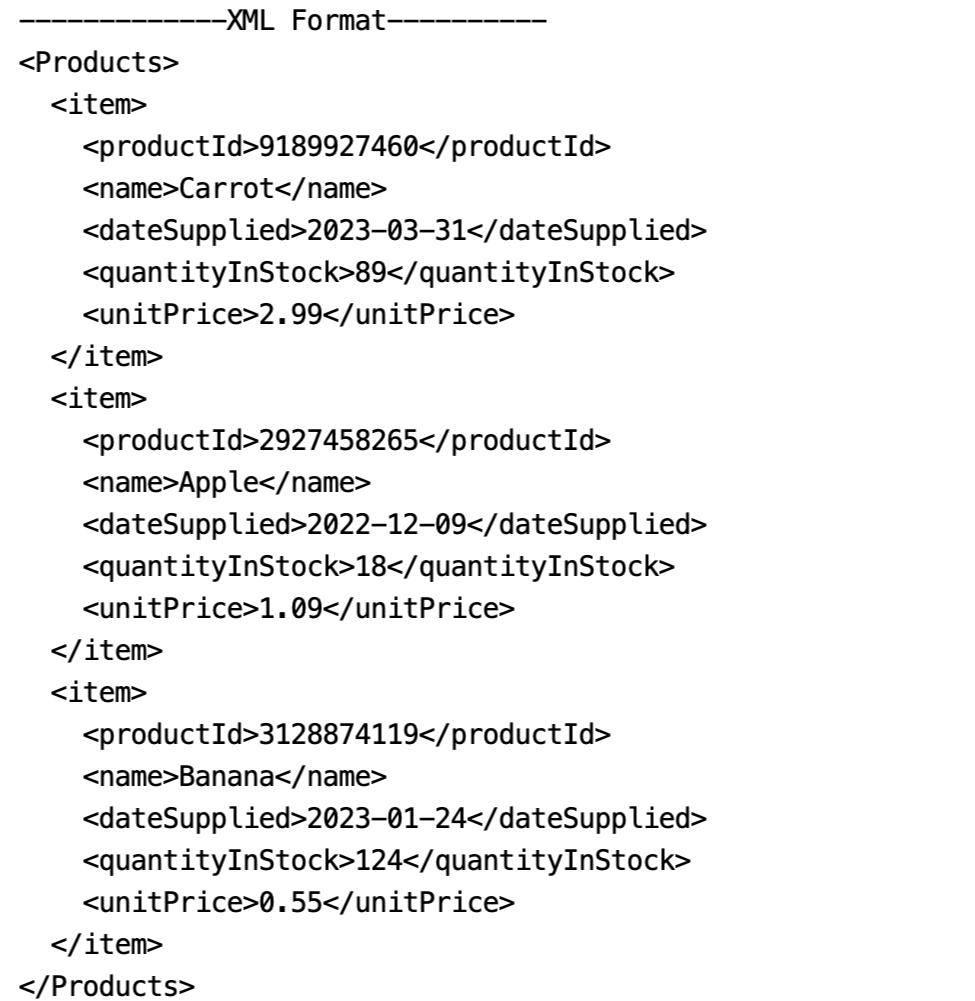 -------------XML Format----------
<Products>
  <item>
    <productId>9189927460</productId>
    <name>Carrot</name>
    <dateSupplied>2023-03-31</dateSupplied>
    <quantityInStock>89</quantityInStock>
    <unitPrice>2.99</unitPrice>
  </item>
  <item>
    <productId>2927458265</productId>
    <name>Apple</name>
    <dateSupplied>2022-12-09</dateSupplied>
    <quantityInStock>18</quantityInStock>
    <unitPrice>1.09</unitPrice>
  </item>
  <item>
    <productId>3128874119</productId>
    <name>Banana</name>
    <dateSupplied>2023-01-24</dateSupplied>
    <quantityInStock>124</quantityInStock>
    <unitPrice>0.55</unitPrice>
  </item>
</Products>